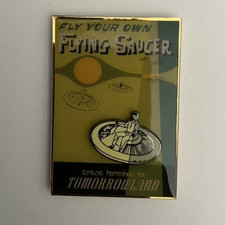 FLY YOUR OWN
FLYING SAUCER
space terminal in
TOMORROWLAND